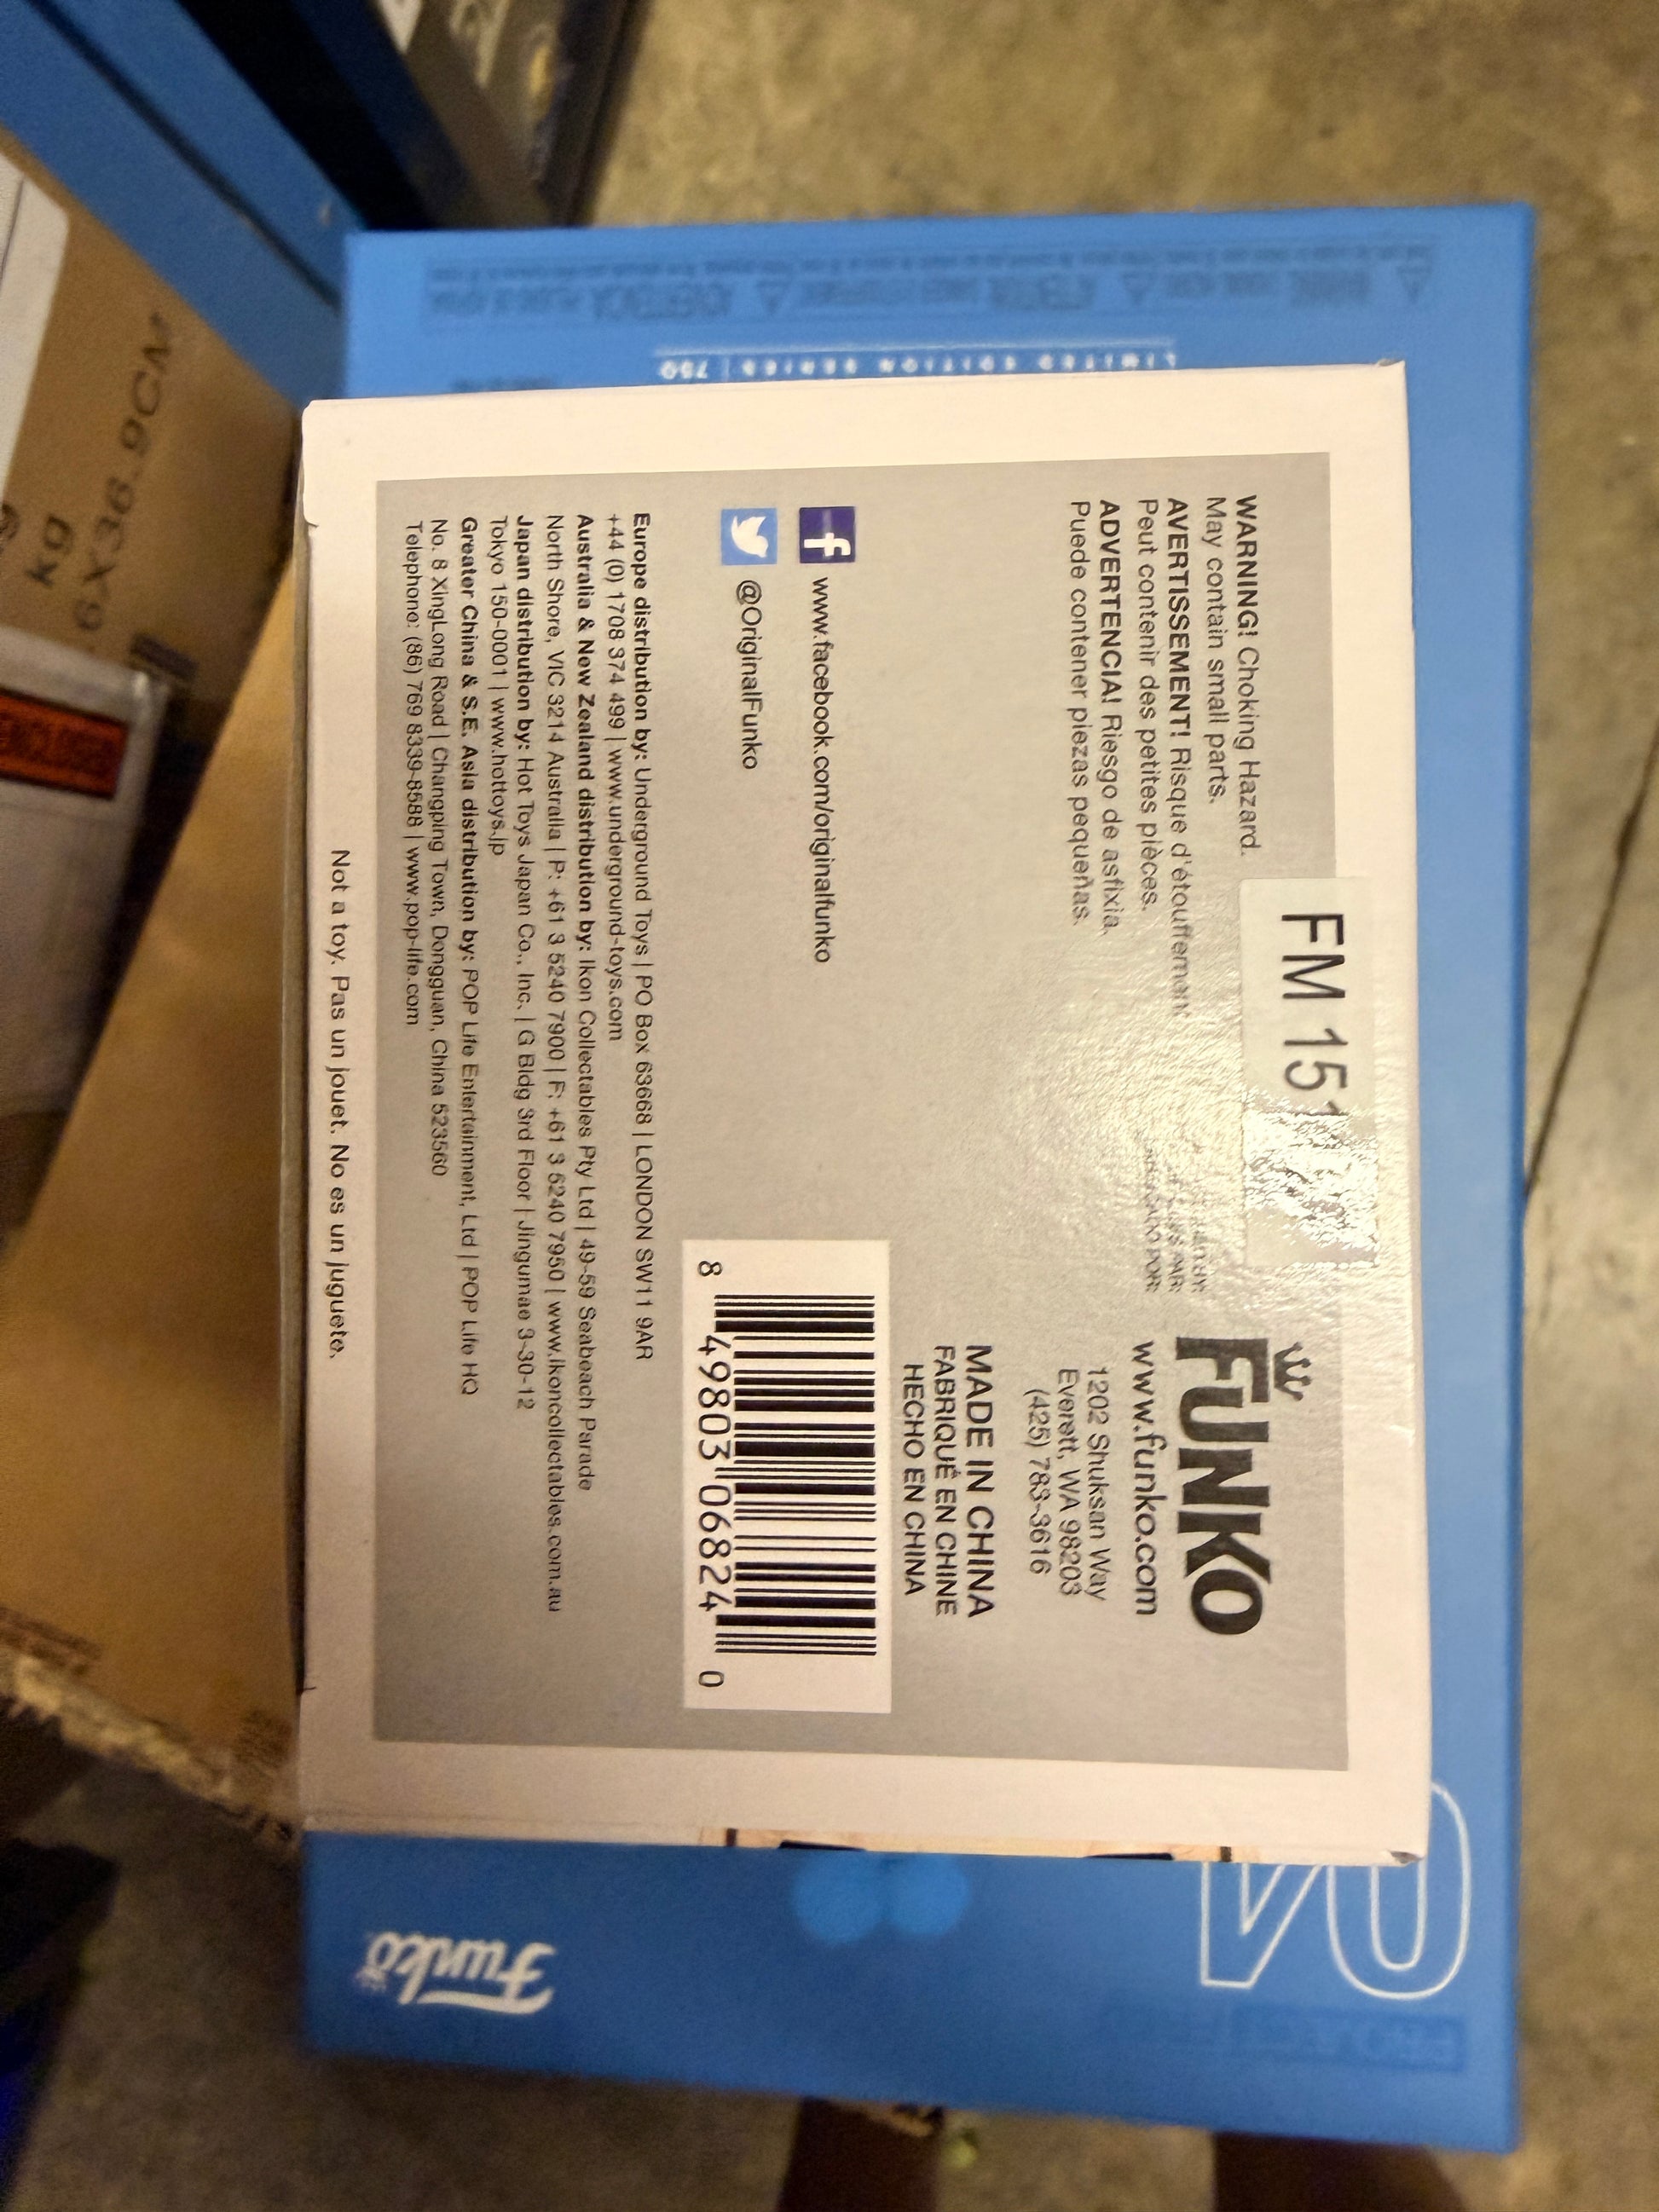 WARNING! Choking Hazard.
May contain small parts.
AVERTISSEMENT! Risque d'étouffement
Peut contenir des petites pièces.
ADVERTENCIA! Riesgo de asfixia.
Puede contener piezas pequeñas.
FM 15
FUNKO
www.funko.com
1202 Shuksan Way
Everett, WA 98203
(425) 783-3616
MADE IN CHINA
FABRIQUÉ EN CHINE
HECHO EN CHINA
www.facebook.com/originalfunko
@OriginalFunko
8 49803 06824 0
Europe distribution by: Underground Toys | PO Box 63668 | LONDON SW11 9AR
+44 (0) 1708 374 499 | www.underground-toys.com
Australia & New Zealand distribution by: Ikon Collectables Pty Ltd | 49-59 Seabeach Parade
North Shore, VIC 3214 Australia | P: +61 3 5240 7900 | F: +61 3 5240 7950 | www.ikoncollectables.com.au
Japan distribution by: Hot Toys Japan Co., Inc. | G Bldg 3rd Floor | Jingumae 3-30-12
Tokyo 150-0001 | www.hottoys.jp
Greater China & S.E. Asia distribution by: POP Life Entertainment, Ltd | POP Life HQ
No. 8 XingLong Road | Changping Town, Dongguan, China 523560
Telephone: (86) 769 8339-8588 | www.pop-life.com
Not a toy. Pas un jouet. No es un juguete.
LIMITED EDITION SERIES | 750
Funko
kg
6X36.9CM